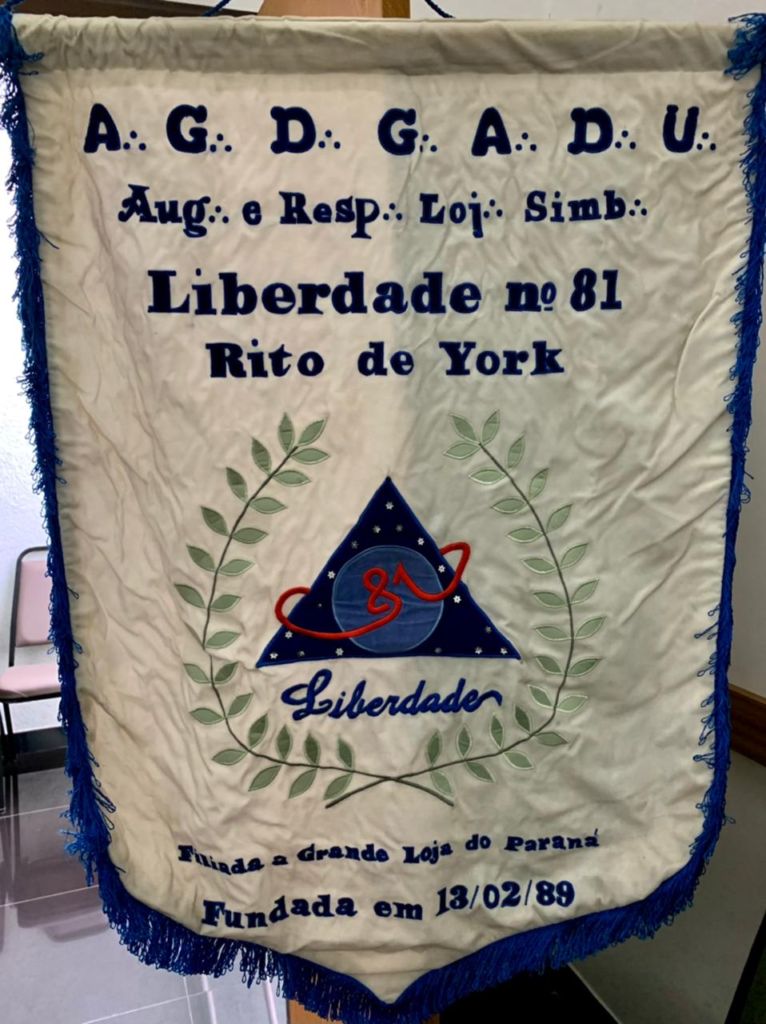 A∴ G∴ D∴ G∴ A∴ D∴ U∴
Aug∴ e Resp∴ Loj∴ Simb∴
Liberdade nº 81
Rito de York
81
Liberdade
Filiada a Grande Loja do Paraná
Fundada em 13/02/89